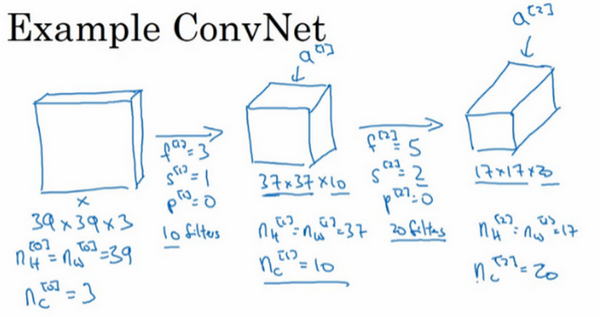 Example ConvNet
x
39 x 39 x 3
n_H^[0] = n_W^[0] = 39
n_C^[0] = 3
f^[1] = 3
s^[1] = 1
p^[1] = 0
10 filters
a^[1]
37 x 37 x 10
n_H^[1] = n_W^[1] = 37
n_C^[1] = 10
f^[2] = 5
s^[2] = 2
p^[2] = 0
20 filters
a^[2]
17 x 17 x 20
n_H^[2] = n_W^[2] = 17
n_C^[2] = 20